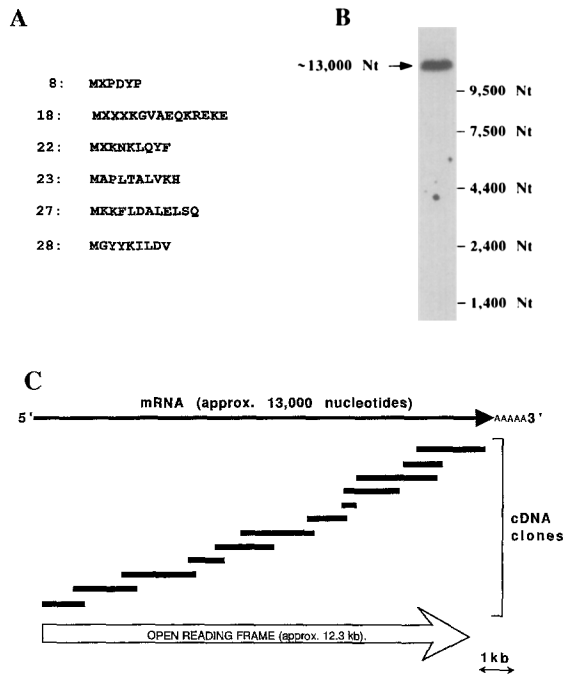 A
8: MXPDYP
18: MXXXKGVAEQKREKE
22: MXKNKLQYF
23: MAPLTALVKH
27: MKKFLDALELSQ
28: MGYYKILDV
B
~13,000 Nt
- 9,500 Nt
- 7,500 Nt
- 4,400 Nt
- 2,400 Nt
- 1,400 Nt
C
mRNA (approx. 13,000 nucleotides)
5' AAAAA3'
cDNA
clones
OPEN READING FRAME (approx. 12.3 kb).
1kb